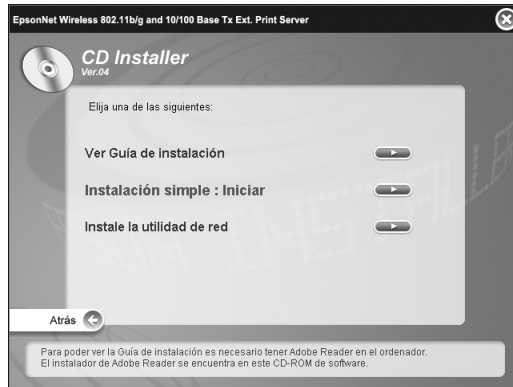 EpsonNet Wireless 802.11b/g and 10/100 Base Tx Ext. Print Server
CD Installer
Ver.04
Elija una de las siguientes:
Ver Guía de instalación
Instalación simple : Iniciar
Instale la utilidad de red
Atrás
Para poder ver la Guía de instalación es necesario tener Adobe Reader en el ordenador.
El instalador de Adobe Reader se encuentra en este CD-ROM de software.